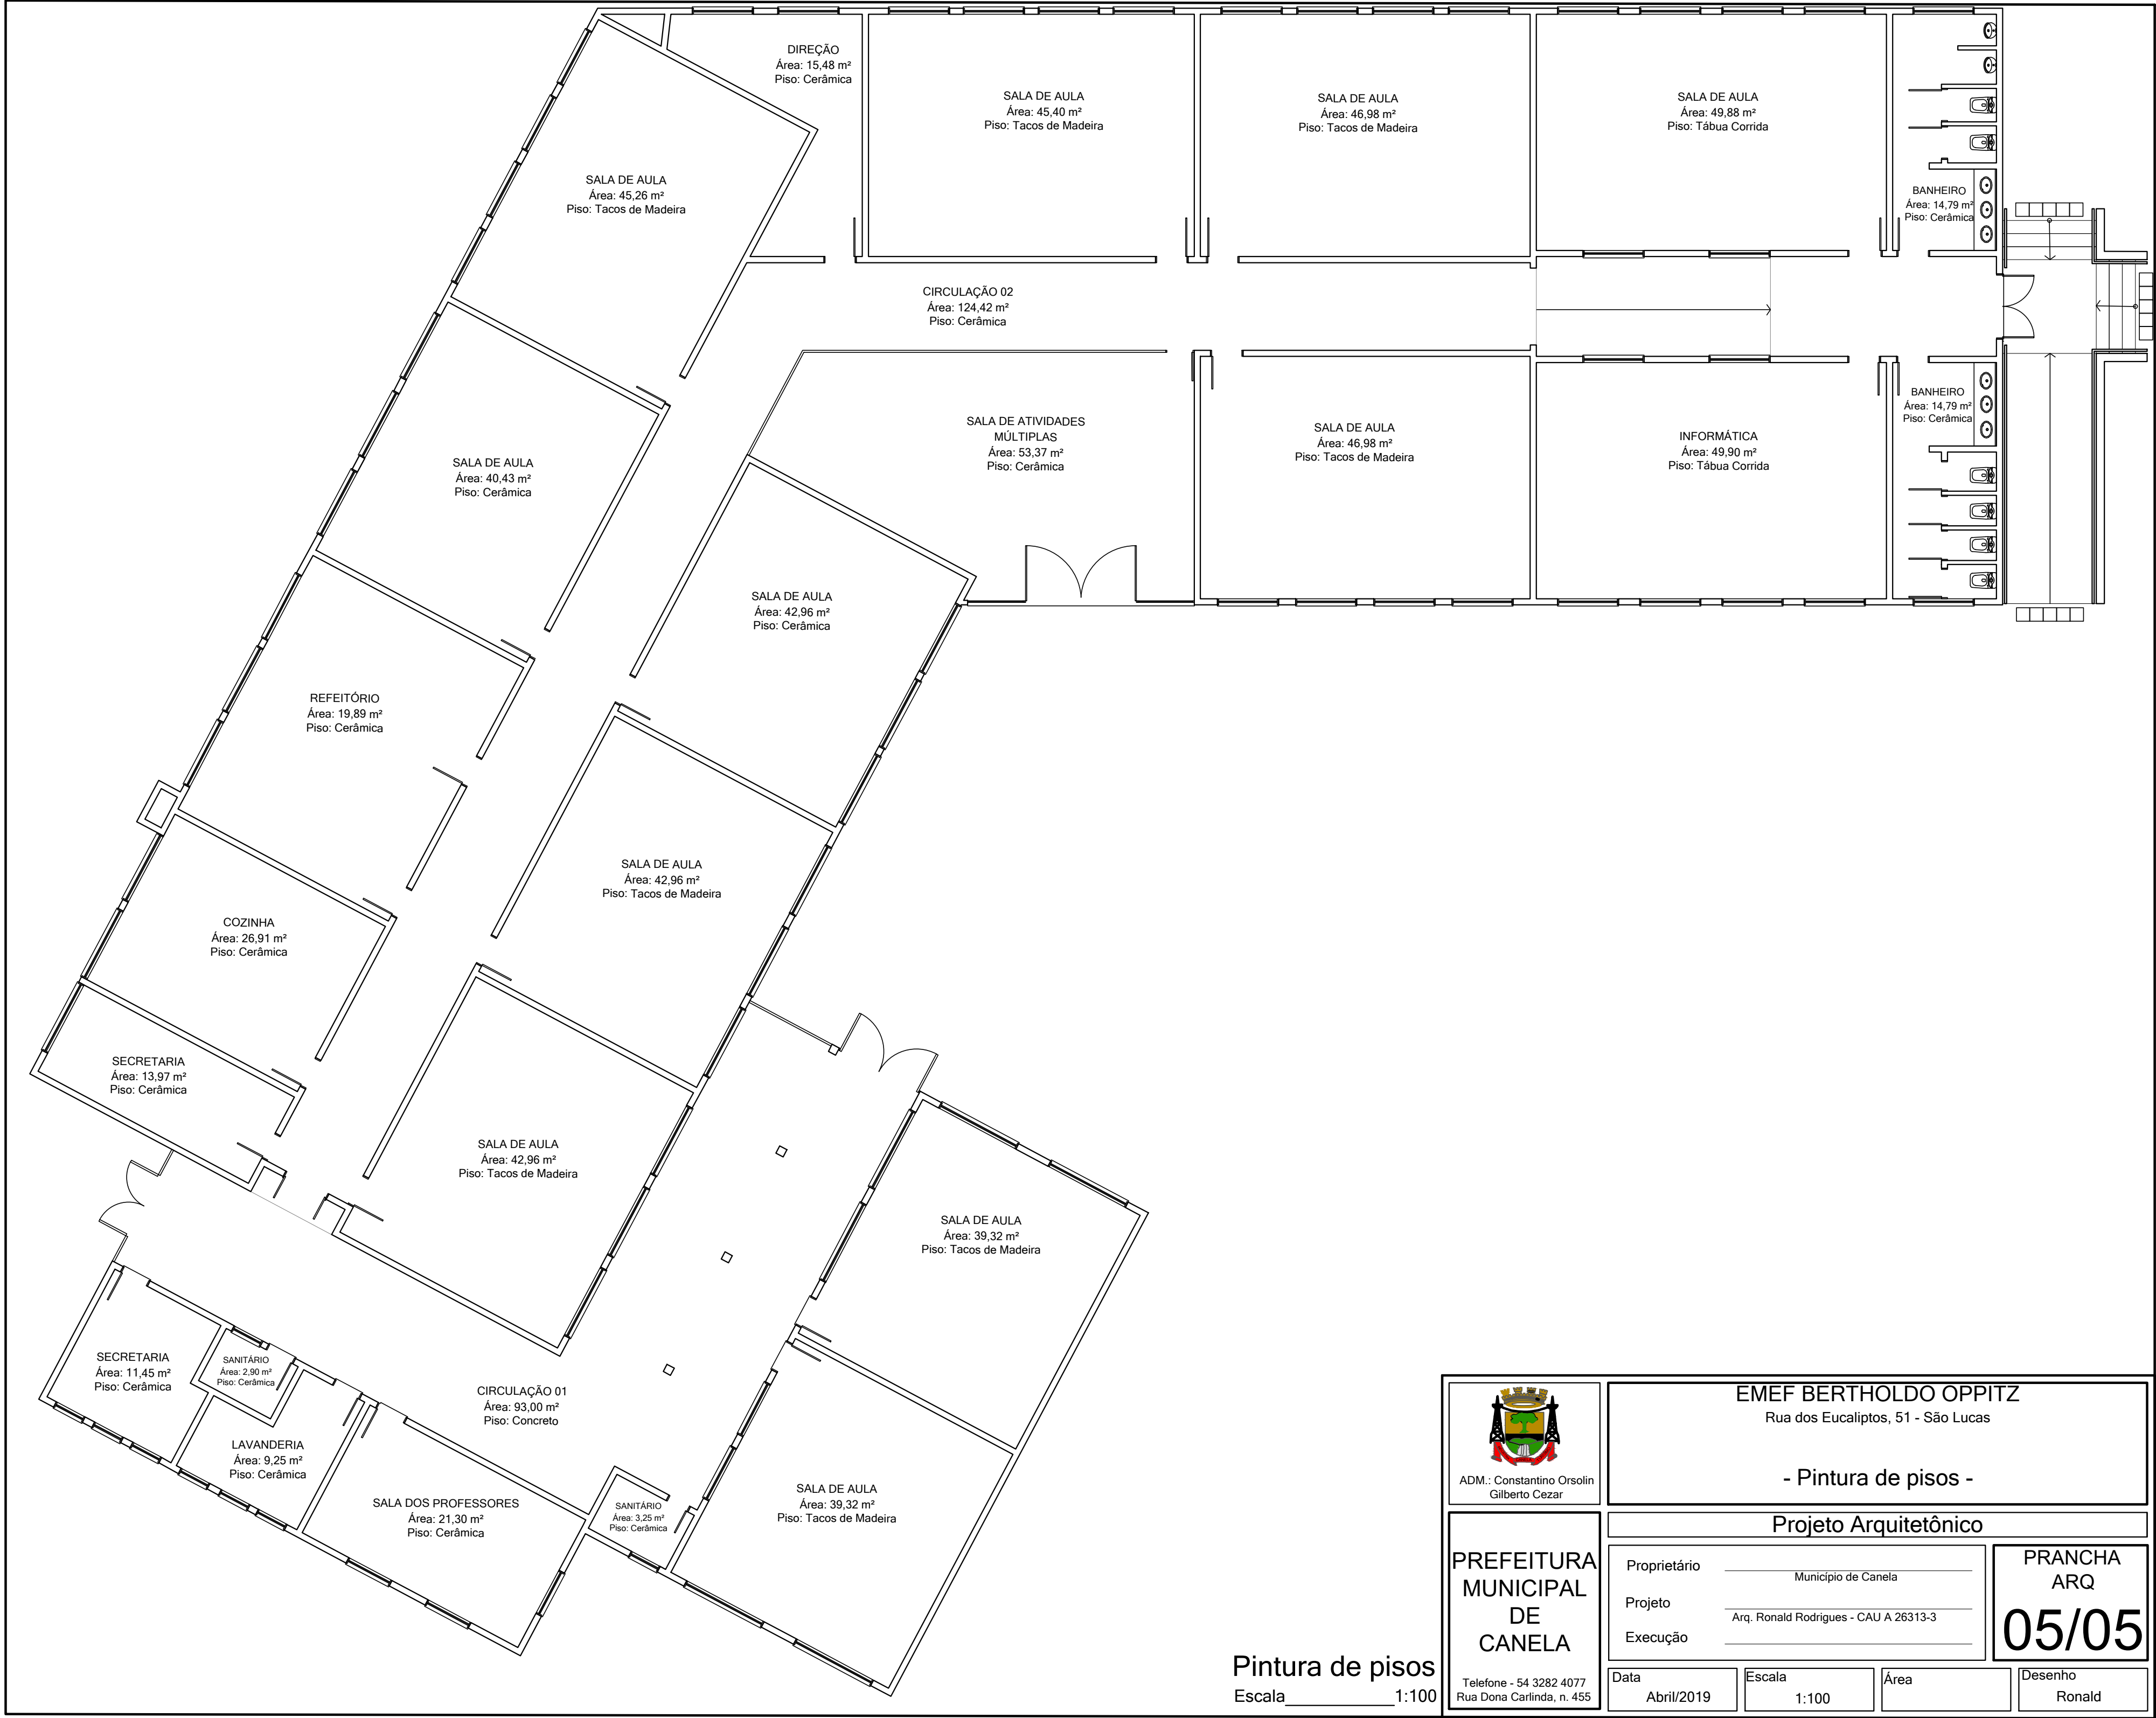 DIREÇÃO
Área: 15,48 m²
Piso: Cerâmica
SALA DE AULA
Área: 45,40 m²
Piso: Tacos de Madeira
SALA DE AULA
Área: 46,98 m²
Piso: Tacos de Madeira
SALA DE AULA
Área: 49,88 m²
Piso: Tábua Corrida
SALA DE AULA
Área: 45,26 m²
Piso: Tacos de Madeira
BANHEIRO
Área: 14,79 m²
Piso: Cerâmica
CIRCULAÇÃO 02
Área: 124,42 m²
Piso: Cerâmica
SALA DE AULA
Área: 40,43 m²
Piso: Cerâmica
SALA DE ATIVIDADES
MÚLTIPLAS
Área: 53,37 m²
Piso: Cerâmica
SALA DE AULA
Área: 46,98 m²
Piso: Tacos de Madeira
INFORMÁTICA
Área: 49,90 m²
Piso: Tábua Corrida
BANHEIRO
Área: 14,79 m²
Piso: Cerâmica
SALA DE AULA
Área: 42,96 m²
Piso: Cerâmica
REFEITÓRIO
Área: 19,89 m²
Piso: Cerâmica
SALA DE AULA
Área: 42,96 m²
Piso: Tacos de Madeira
COZINHA
Área: 26,91 m²
Piso: Cerâmica
SECRETARIA
Área: 13,97 m²
Piso: Cerâmica
SALA DE AULA
Área: 42,96 m²
Piso: Tacos de Madeira
SALA DE AULA
Área: 39,32 m²
Piso: Tacos de Madeira
SECRETARIA
Área: 11,45 m²
Piso: Cerâmica
SANITÁRIO
Área: 2,90 m²
Piso: Cerâmica
CIRCULAÇÃO 01
Área: 93,00 m²
Piso: Concreto
LAVANDERIA
Área: 9,25 m²
Piso: Cerâmica
SALA DOS PROFESSORES
Área: 21,30 m²
Piso: Cerâmica
SANITÁRIO
Área: 3,25 m²
Piso: Cerâmica
SALA DE AULA
Área: 39,32 m²
Piso: Tacos de Madeira
Pintura de pisos
Escala 1:100
ADM.: Constantino Orsolin
Gilberto Cezar
EMEF BERTHOLDO OPPITZ
Rua dos Eucaliptos, 51 - São Lucas
- Pintura de pisos -
Projeto Arquitetônico
PREFEITURA
MUNICIPAL
DE
CANELA
Telefone - 54 3282 4077
Rua Dona Carlinda, n. 455
Proprietário
Município de Canela
Projeto
Arq. Ronald Rodrigues - CAU A 26313-3
Execução
PRANCHA
ARQ
05/05
Data
Abril/2019
Escala
1:100
Área
Desenho
Ronald